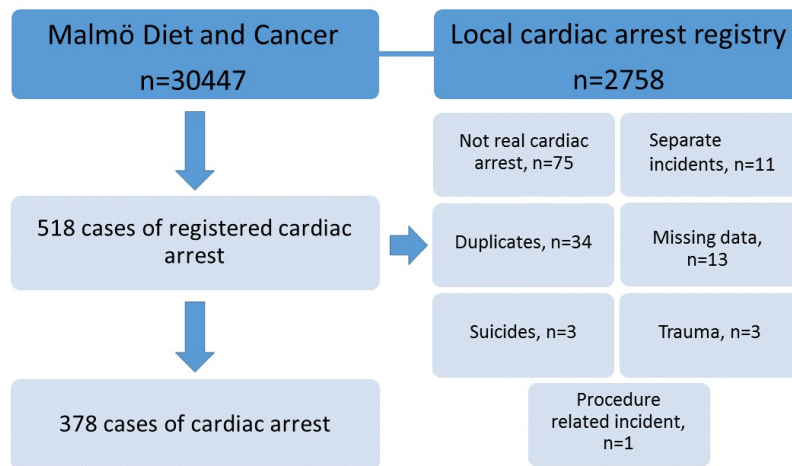 Malmö Diet and Cancer
n=30447
Local cardiac arrest registry
n=2758
Not real cardiac
arrest, n=75
Separate
incidents, n=11
518 cases of registered cardiac
arrest
Duplicates, n=34
Missing data,
n=13
Suicides, n=3
Trauma, n=3
378 cases of cardiac arrest
Procedure
related incident,
n=1